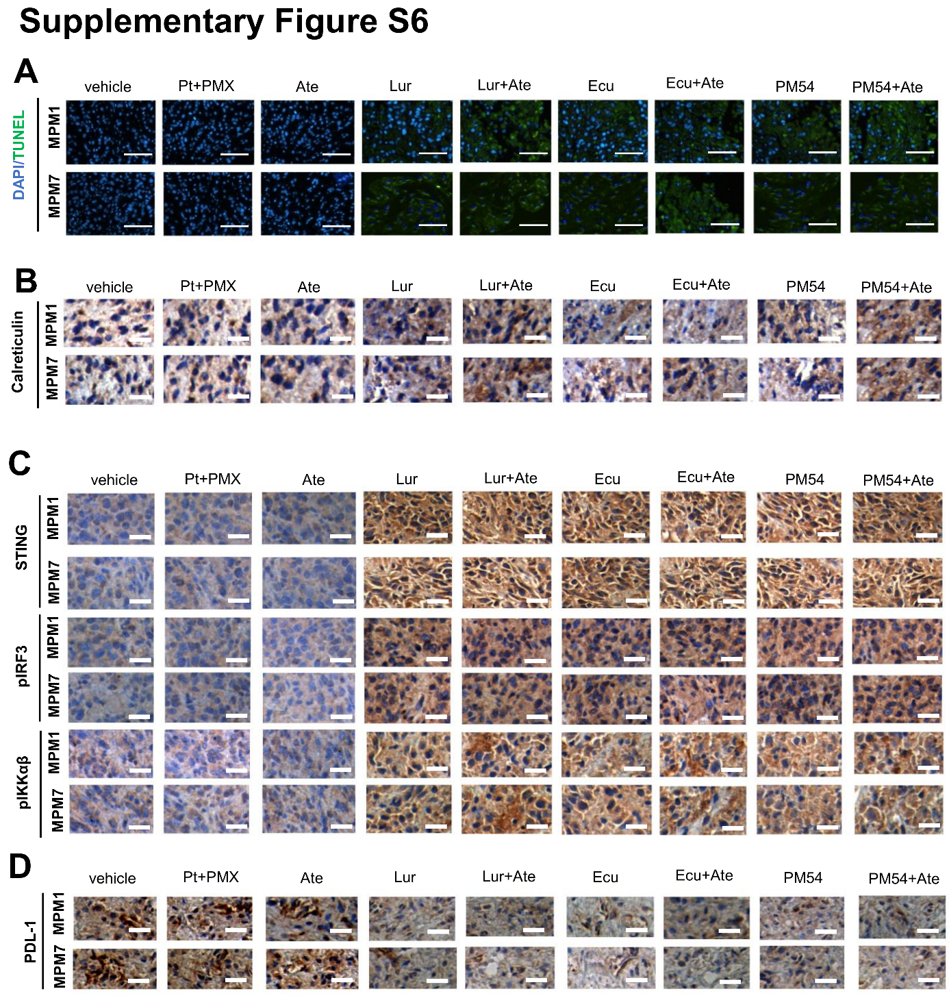 Supplementary Figure S6
A
vehicle Pt+PMX Ate Lur Lur+Ate Ecu Ecu+Ate PM54 PM54+Ate
DAPI/TUNEL
MPM1
MPM7
B
vehicle Pt+PMX Ate Lur Lur+Ate Ecu Ecu+Ate PM54 PM54+Ate
Calreticulin
MPM1
MPM7
C
vehicle Pt+PMX Ate Lur Lur+Ate Ecu Ecu+Ate PM54 PM54+Ate
STING
MPM1
MPM7
pIRF3
MPM1
MPM7
pIKKαβ
MPM1
MPM7
D
vehicle Pt+PMX Ate Lur Lur+Ate Ecu Ecu+Ate PM54 PM54+Ate
PDL-1
MPM1
MPM7